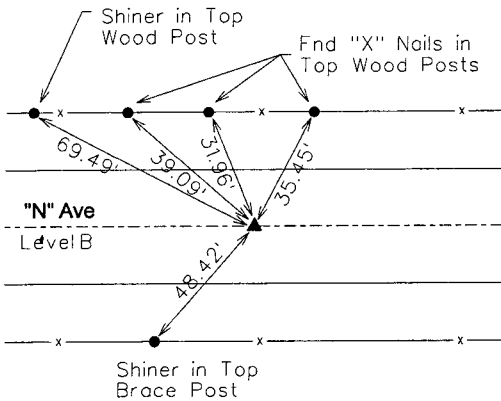 Shiner in Top
Wood Post
Fnd "X" Nails in
Top Wood Posts
x
x
x
69.49'
39.09'
31.96'
35.45'
"N" Ave
Level B
48.42'
x
x
x
Shiner in Top
Brace Post